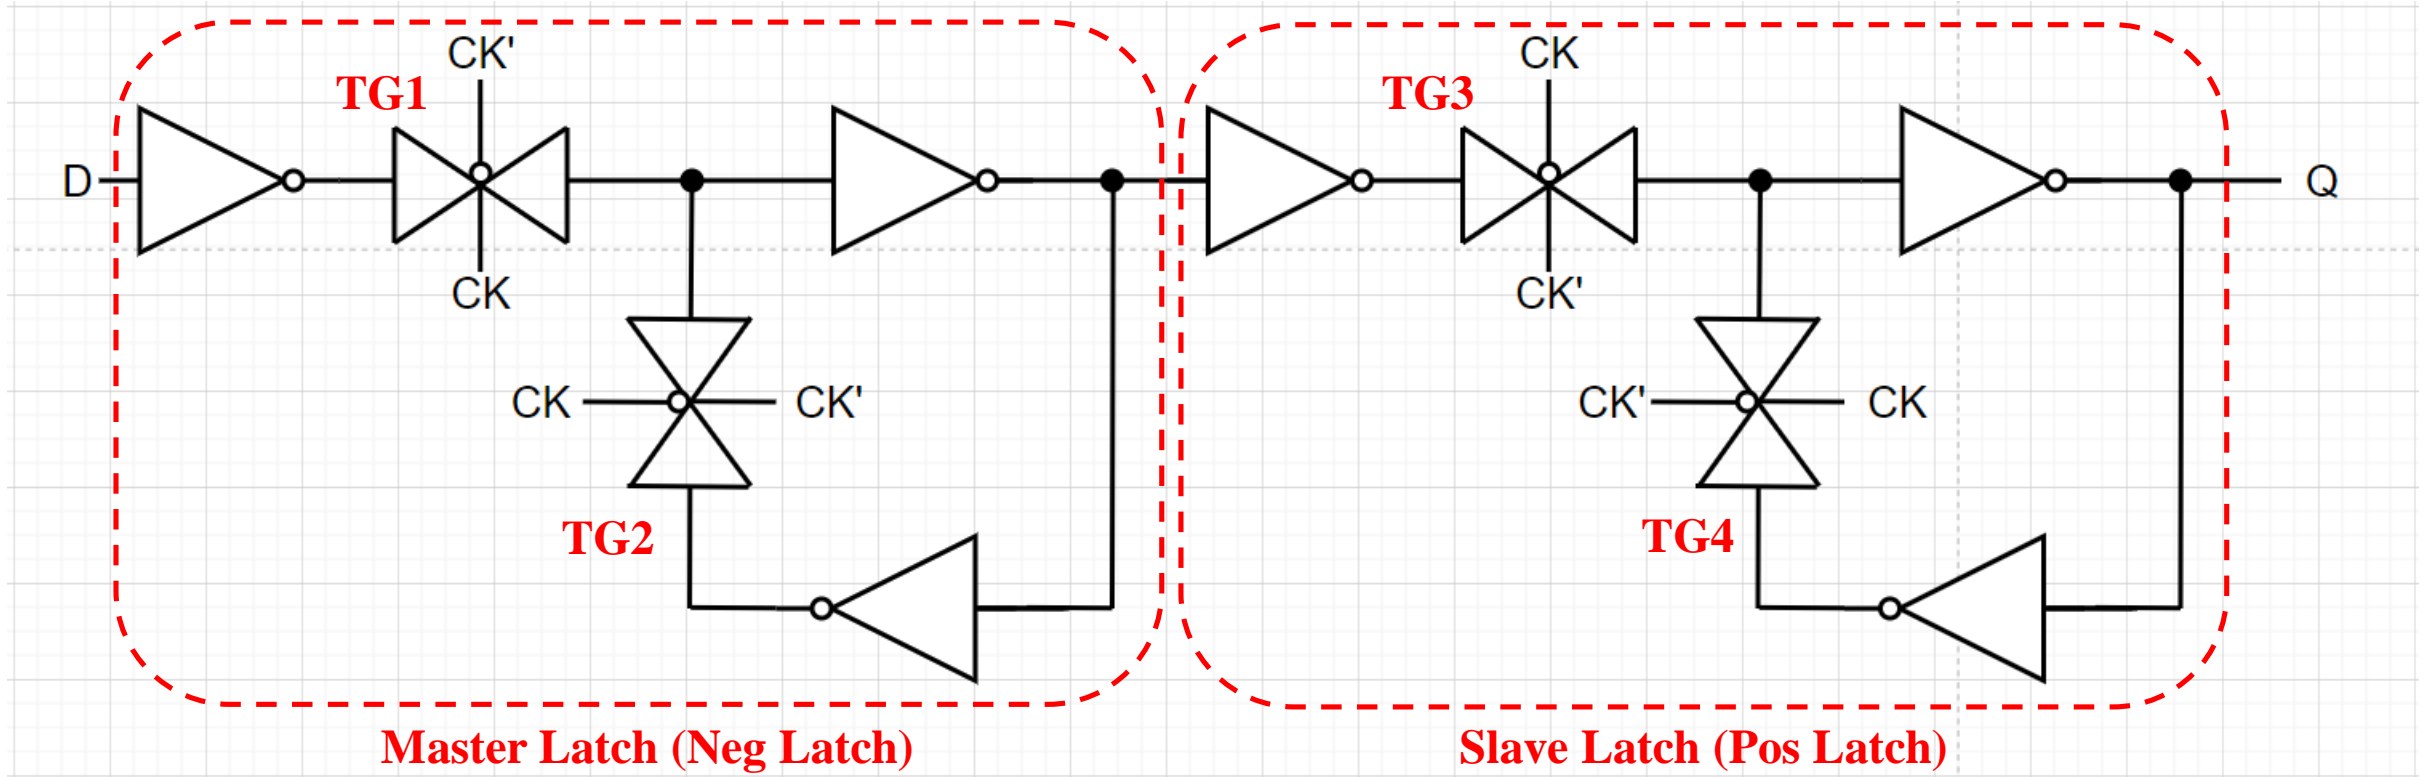 CK'
CK
TG1
TG3
D
Q
CK
CK'
CK
CK'
CK'
CK
TG2
TG4
Master Latch (Neg Latch)
Slave Latch (Pos Latch)